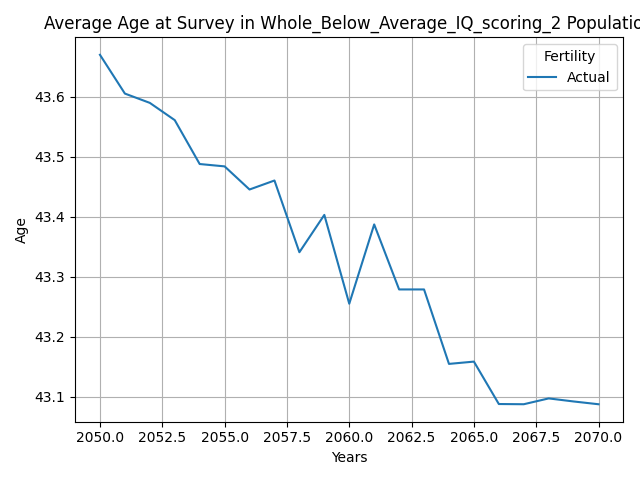 Average Age at Survey in Whole_Below_Average_IQ_scoring_2 Populatio
Fertility
Actual
43.6
43.5
43.4
43.3
43.2
43.1
Age
2050.0 2052.5 2055.0 2057.5 2060.0 2062.5 2065.0 2067.5 2070.0
Years